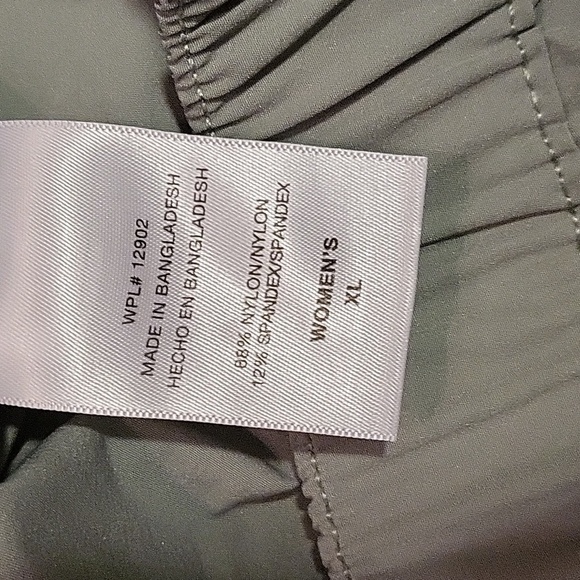 WPL# 12902
MADE IN BANGLADESH
HECHO EN BANGLADESH
88% NYLON/NYLON
12% SPANDEX/SPANDEX
WOMEN'S
XL